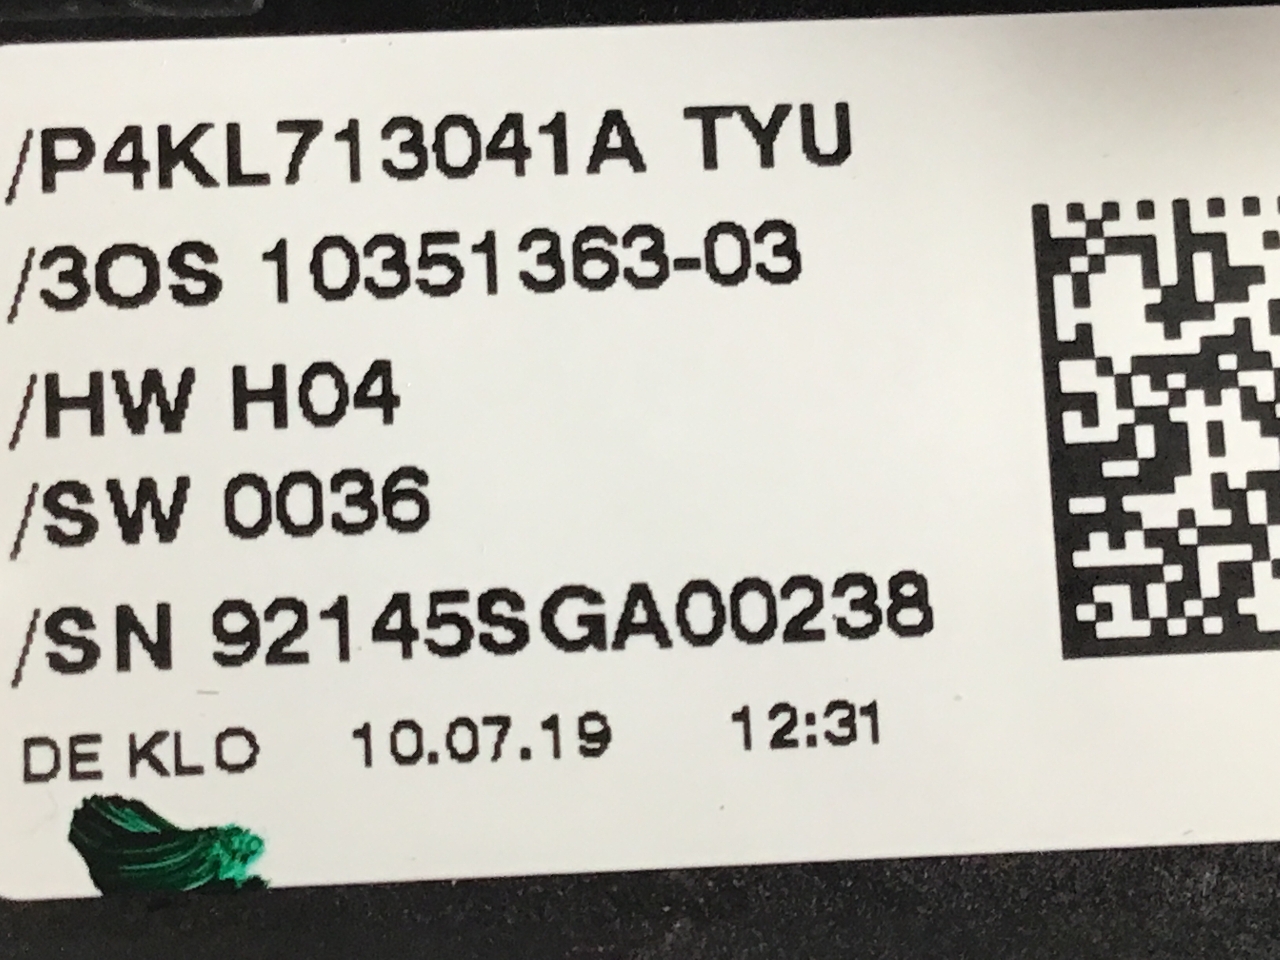 /P4KL713041A TYU
/3OS 10351363-03
/HW H04
/SW 0036
/SN 92145SGA00238
DE KLO 10.07.19 12:31